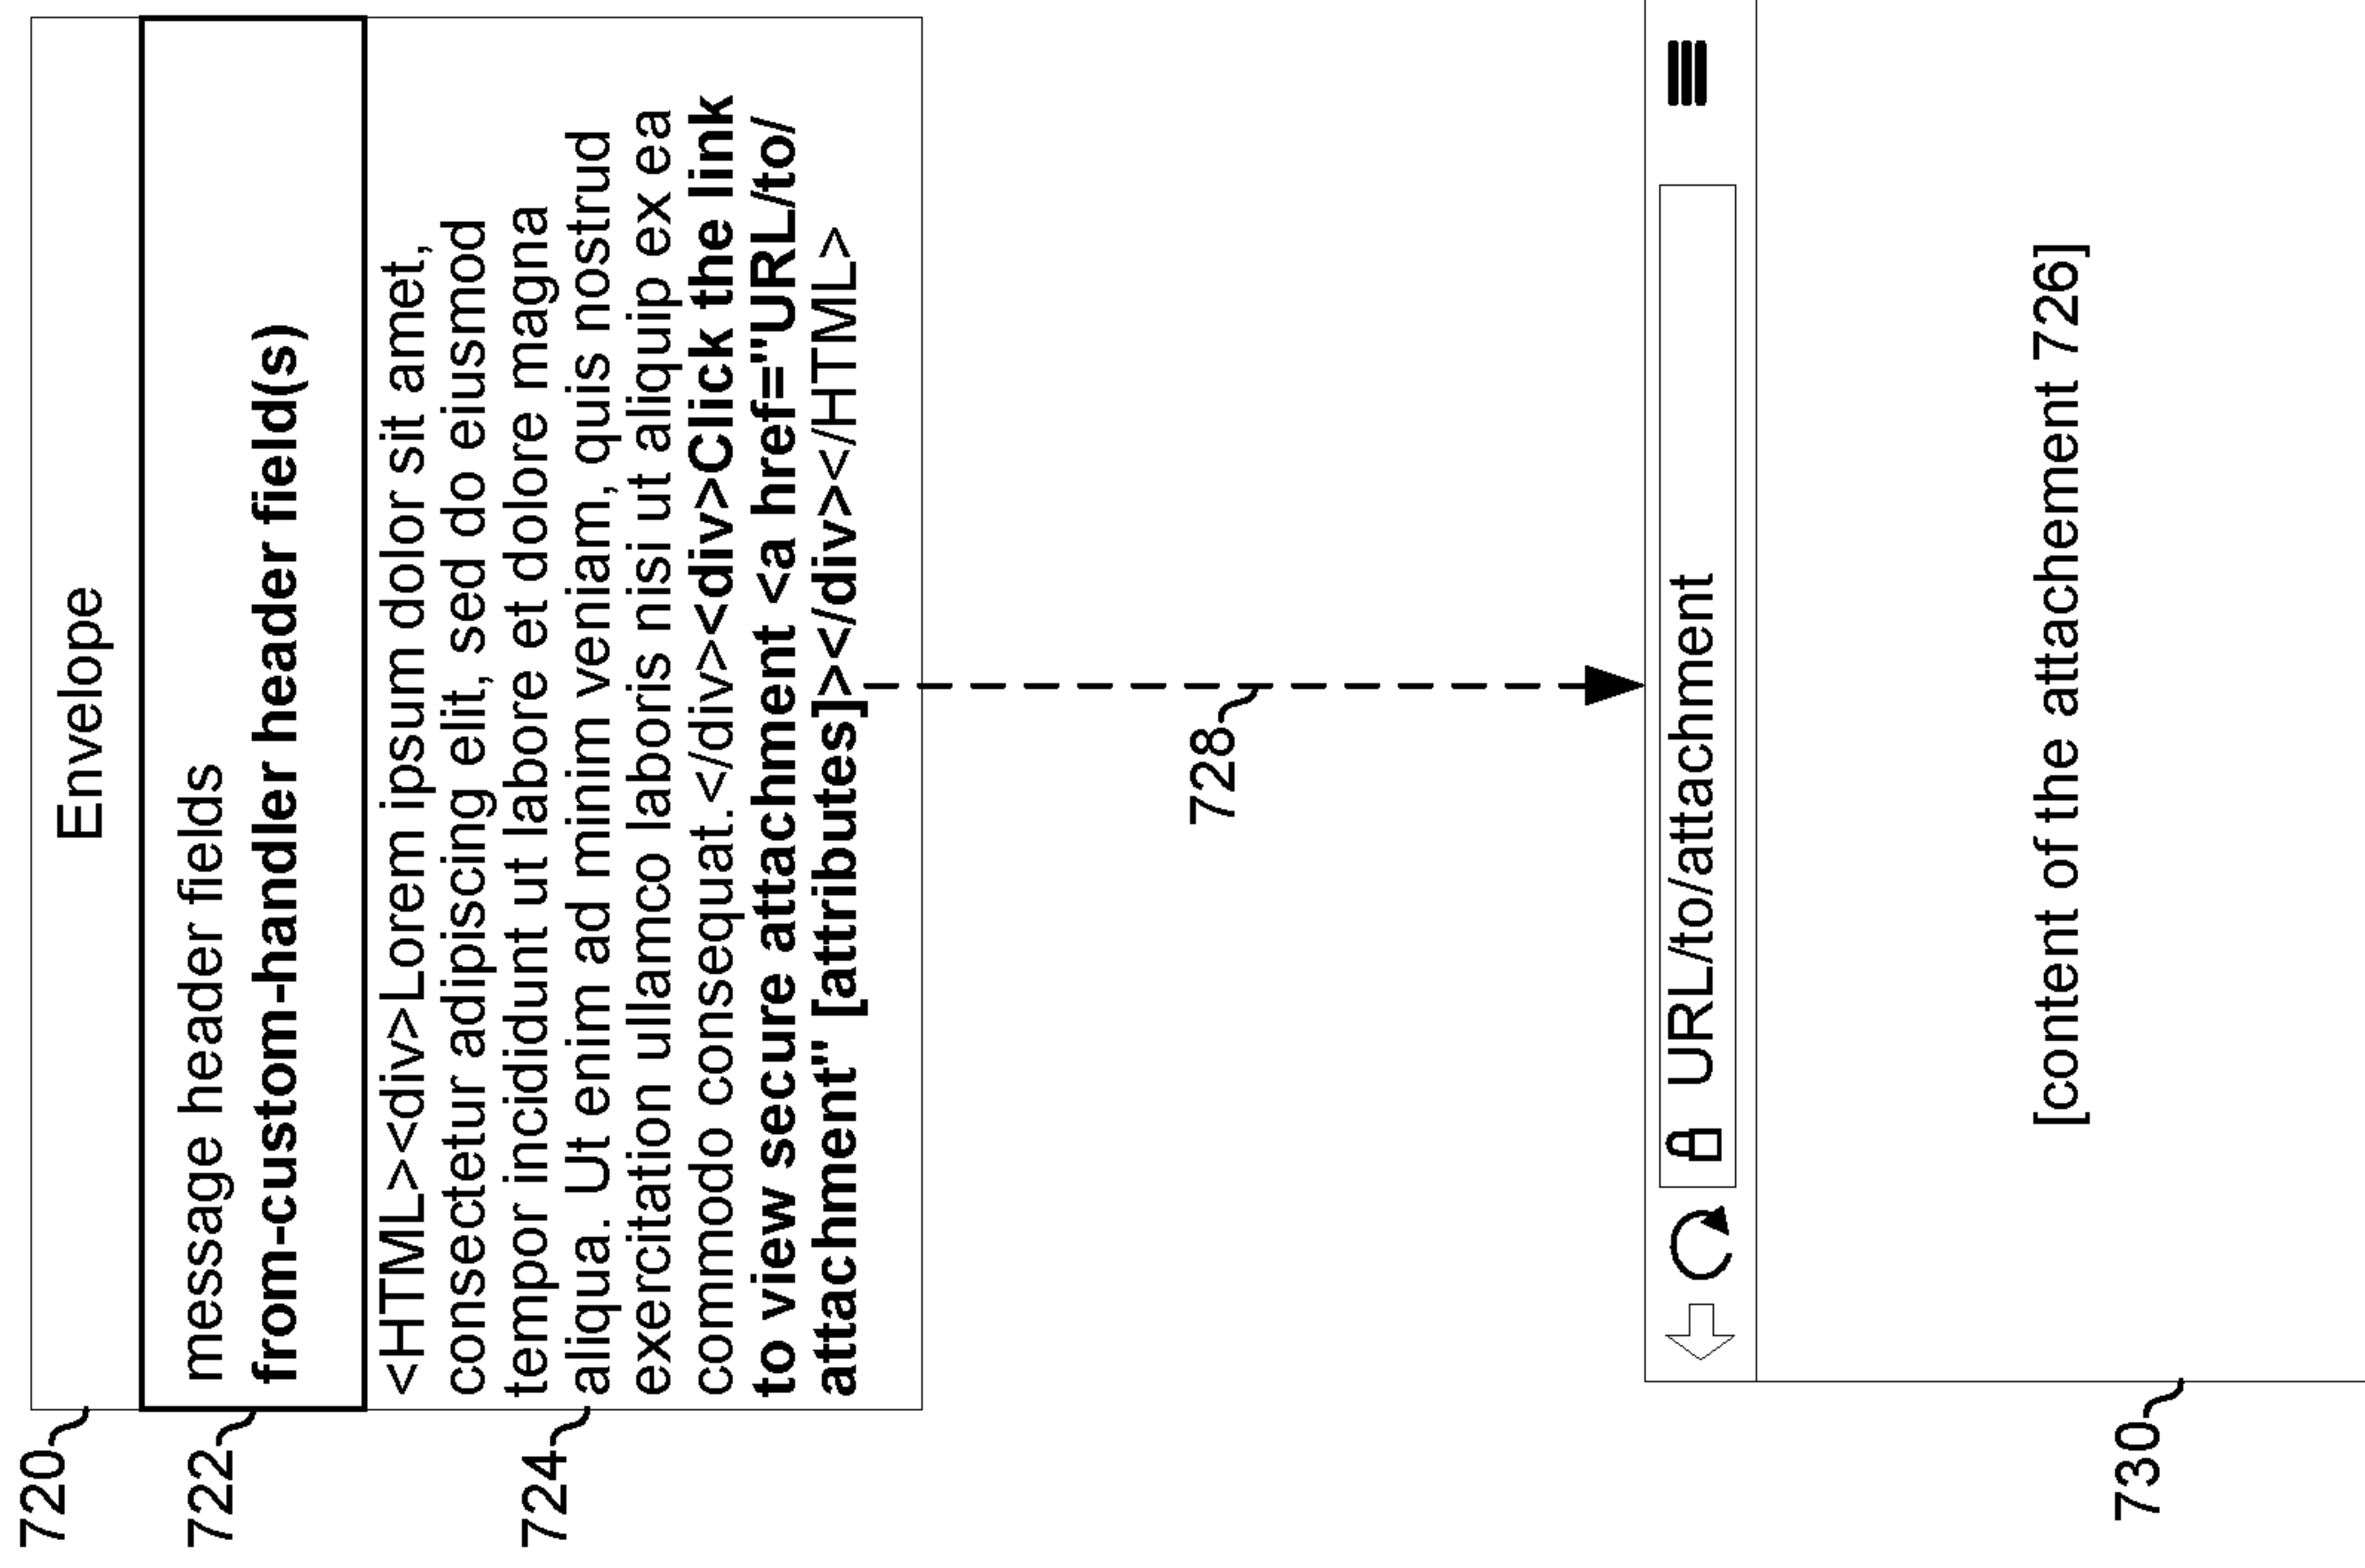 720
Envelope
722
message header fields
from-custom-handler header field(s)
724
<HTML><div>Lorem ipsum dolor sit amet,
consectetur adipiscing elit, sed do eiusmod
tempor incididunt ut labore et dolore magna
aliqua. Ut enim ad minim veniam, quis nostrud
exercitation ullamco laboris nisi ut aliquip ex ea
commodo consequat.</div><div>Click the link
to view secure attachment <a href="URL/to/
attachment" [attributes]></div></HTML>
728
URL/to/attachment
730
[content of the attachement 726]